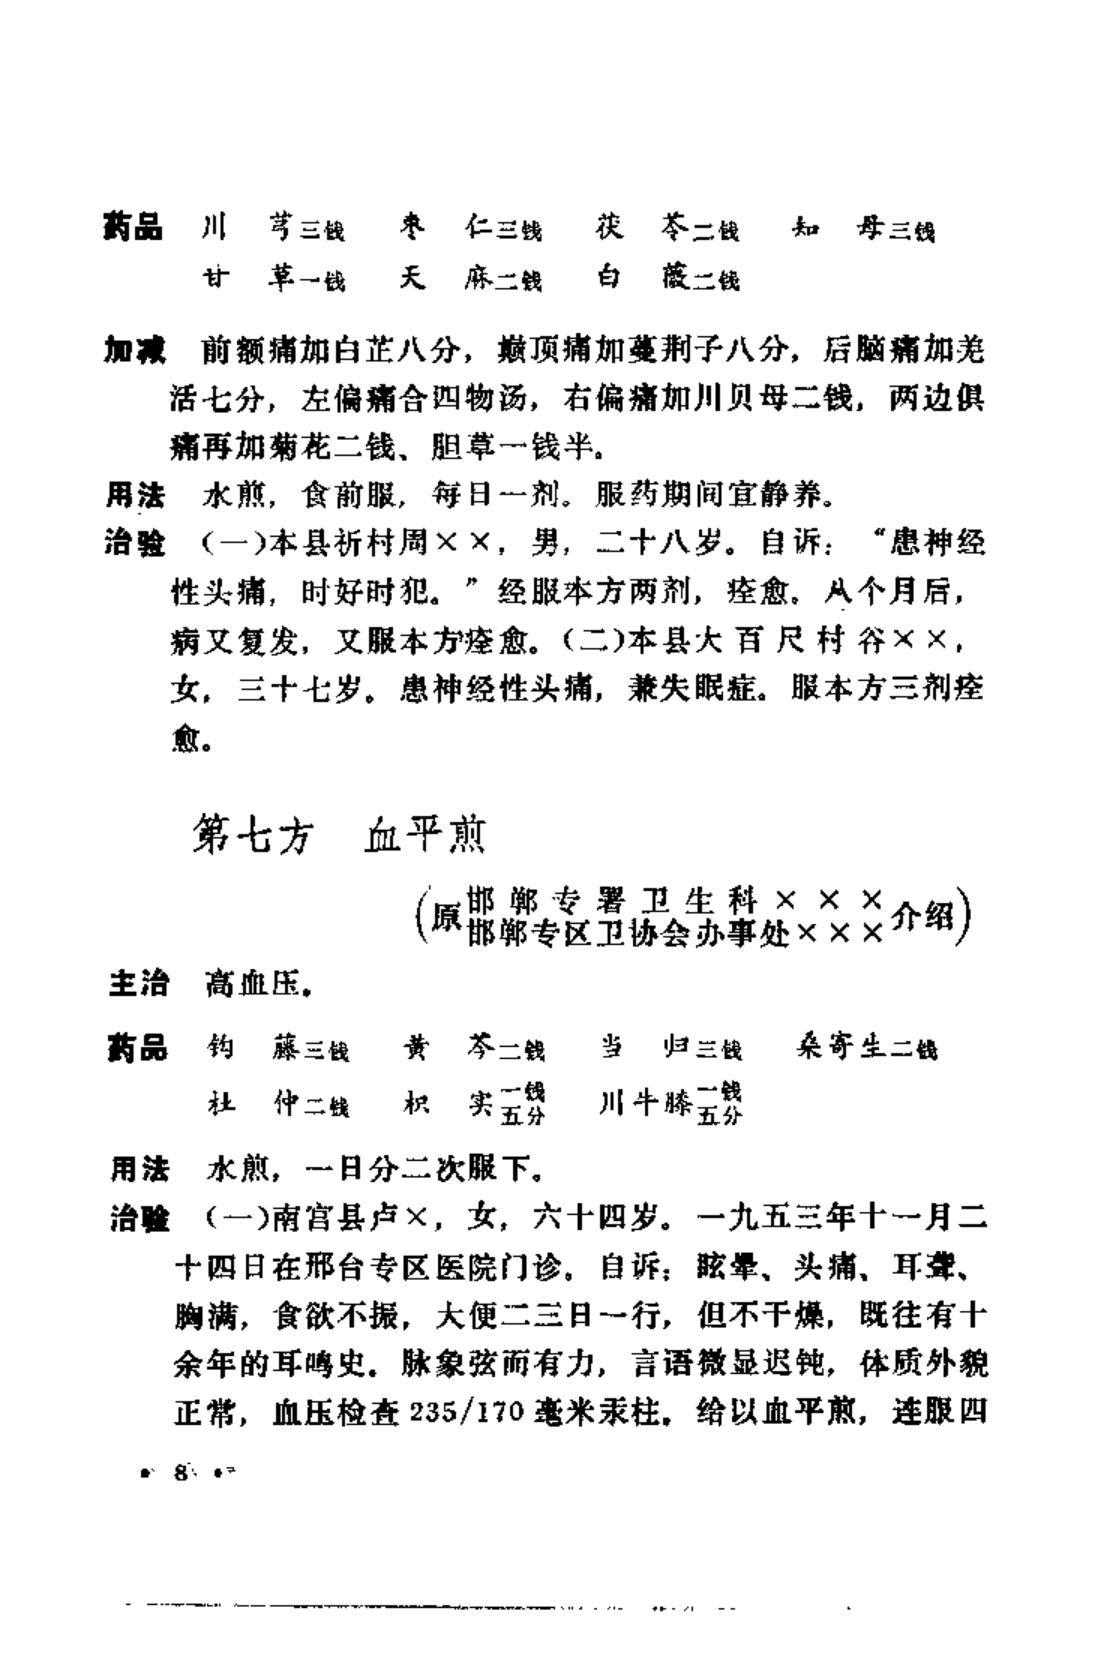 药品 川 芎三钱 枣 仁三钱 茯 苓二钱 知 母三钱
甘 草一钱 天 麻二钱 白 薇二钱
加减 前额痛加白芷八分，巅顶痛加蔓荆子八分，后脑痛加羌
活七分，左偏痛合四物汤，右偏痛加川贝母二钱，两边俱
痛再加菊花二钱、胆草一钱半。
用法 水煎，食前服，每日一剂。服药期间宜静养。
治验 （一）本县祈村周××，男，二十八岁。自诉：“患神经
性头痛，时好时犯。”经服本方两剂，痊愈。八个月后，
病又复发，又服本方痊愈。（二）本县大百尺村谷××，
女，三十七岁。患神经性头痛，兼失眠症。服本方三剂痊
愈。
第七方 血平煎
（原邯郸专署卫生科×××
邯郸专区卫协会办事处×××介绍）
主治 高血压。
药品 钩 藤三钱 黄 芩二钱 当 归三钱 桑寄生二钱
杜 仲二钱 枳 实一钱五分 川牛膝一钱五分
用法 水煎，一日分二次服下。
治验 （一）南宫县卢×，女，六十四岁。一九五三年十一月二
十四日在邢台专区医院门诊。自诉：眩晕、头痛、耳聋、
胸满，食欲不振，大便二三日一行，但不干燥，既往有十
余年的耳鸣史。脉象弦而有力，言语微显迟钝，体质外貌
正常，血压检查235/170毫米汞柱。给以血平煎，连服四
• 8 •